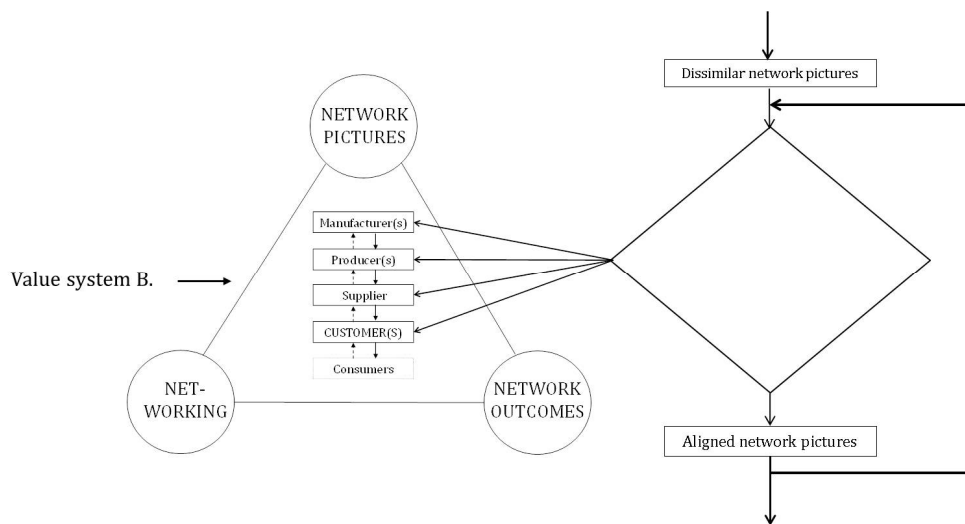 Dissimilar network pictures
NETWORK
PICTURES
Manufacturer(s)
Producer(s)
Value system B.
Supplier
CUSTOMER(S)
Consumers
NET-
WORKING
NETWORK
OUTCOMES
Aligned network pictures